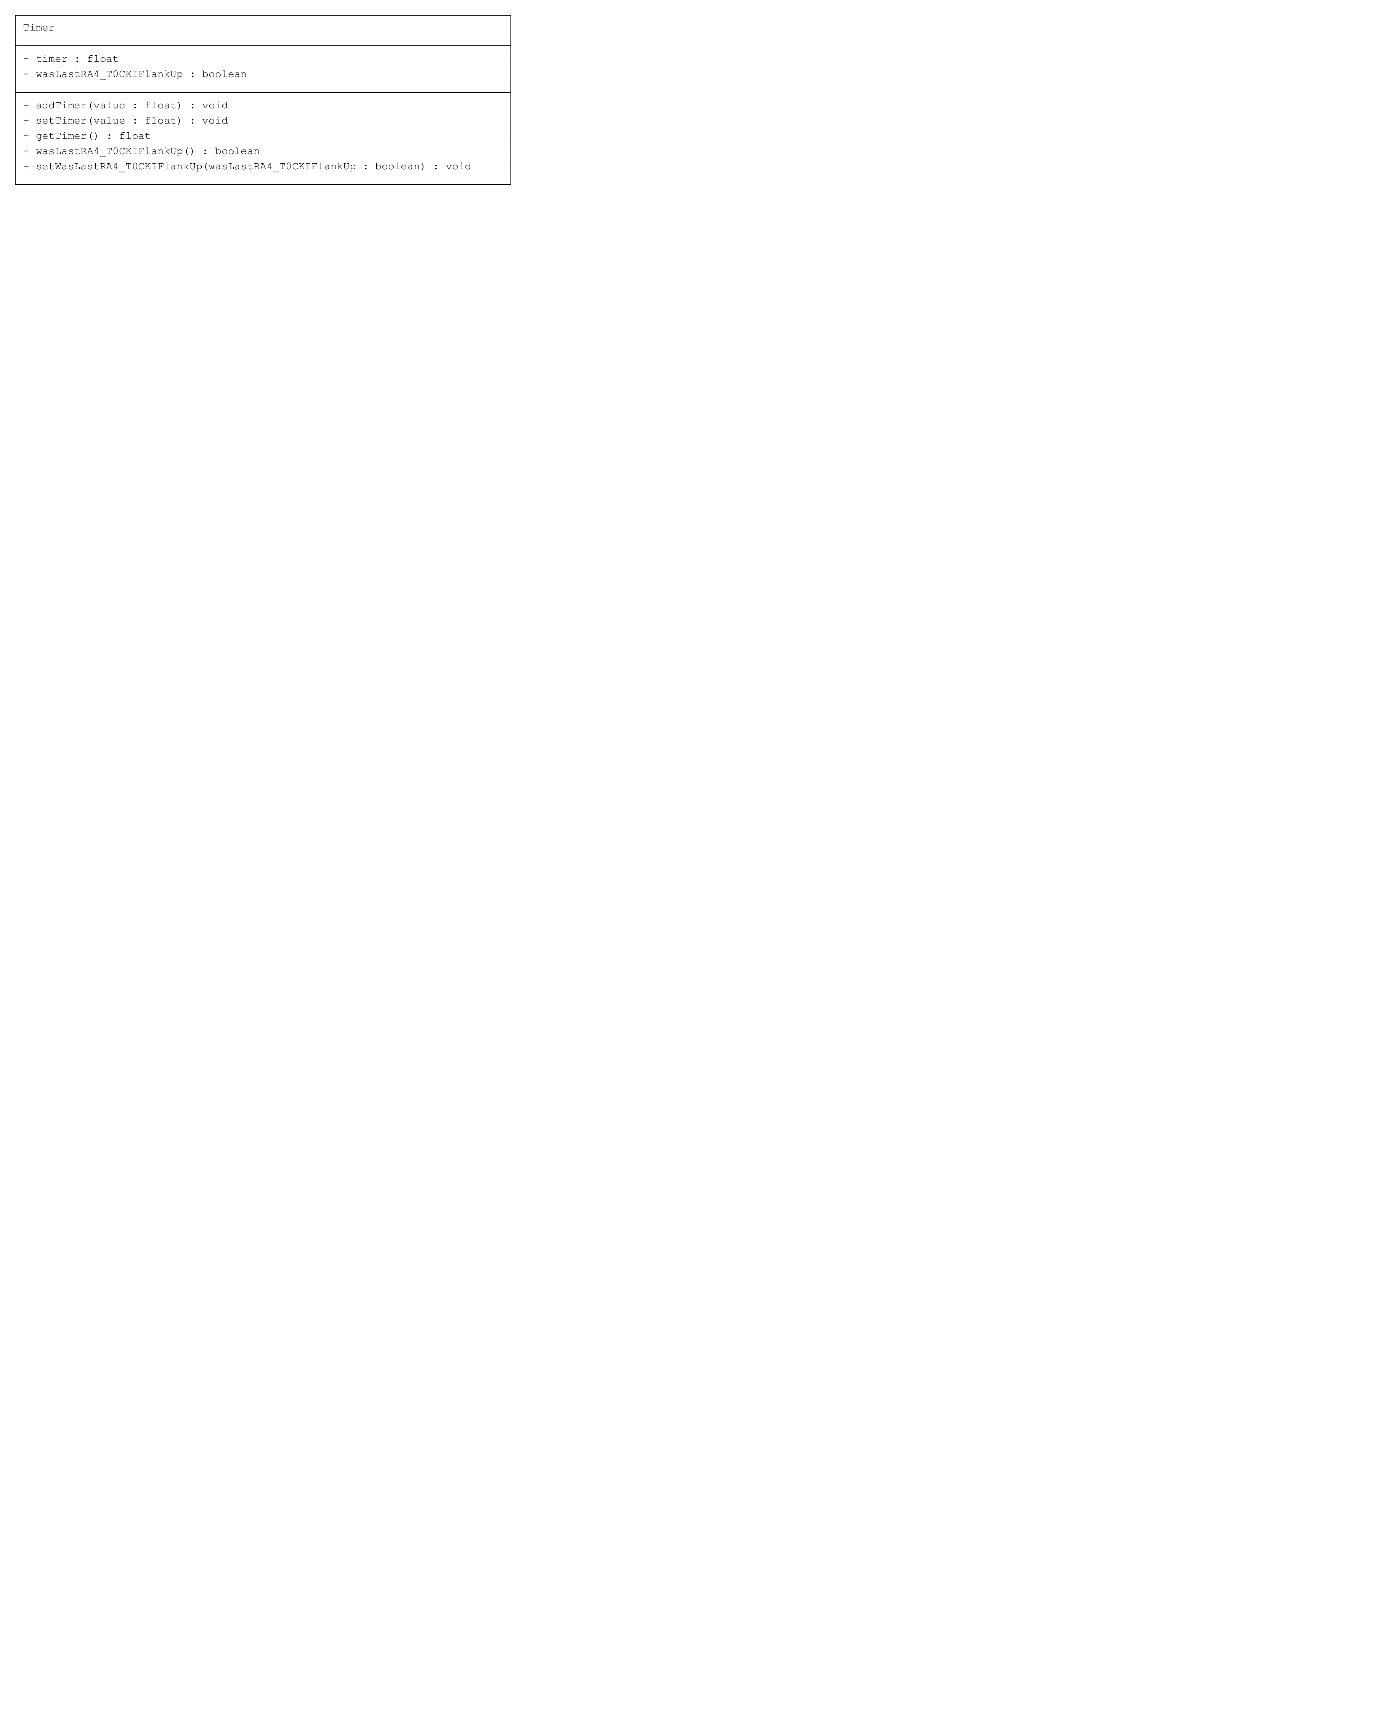 Timer
- timer : float
- wasLastRA4_T0CKIFlankUp : boolean
- addTimer(value : float) : void
- setTimer(value : float) : void
- getTimer() : float
- wasLastRA4_T0CKIFlankUp() : boolean
- setWasLastRA4_T0CKIFlankUp(wasLastRA4_T0CKIFlankUp : boolean) : void